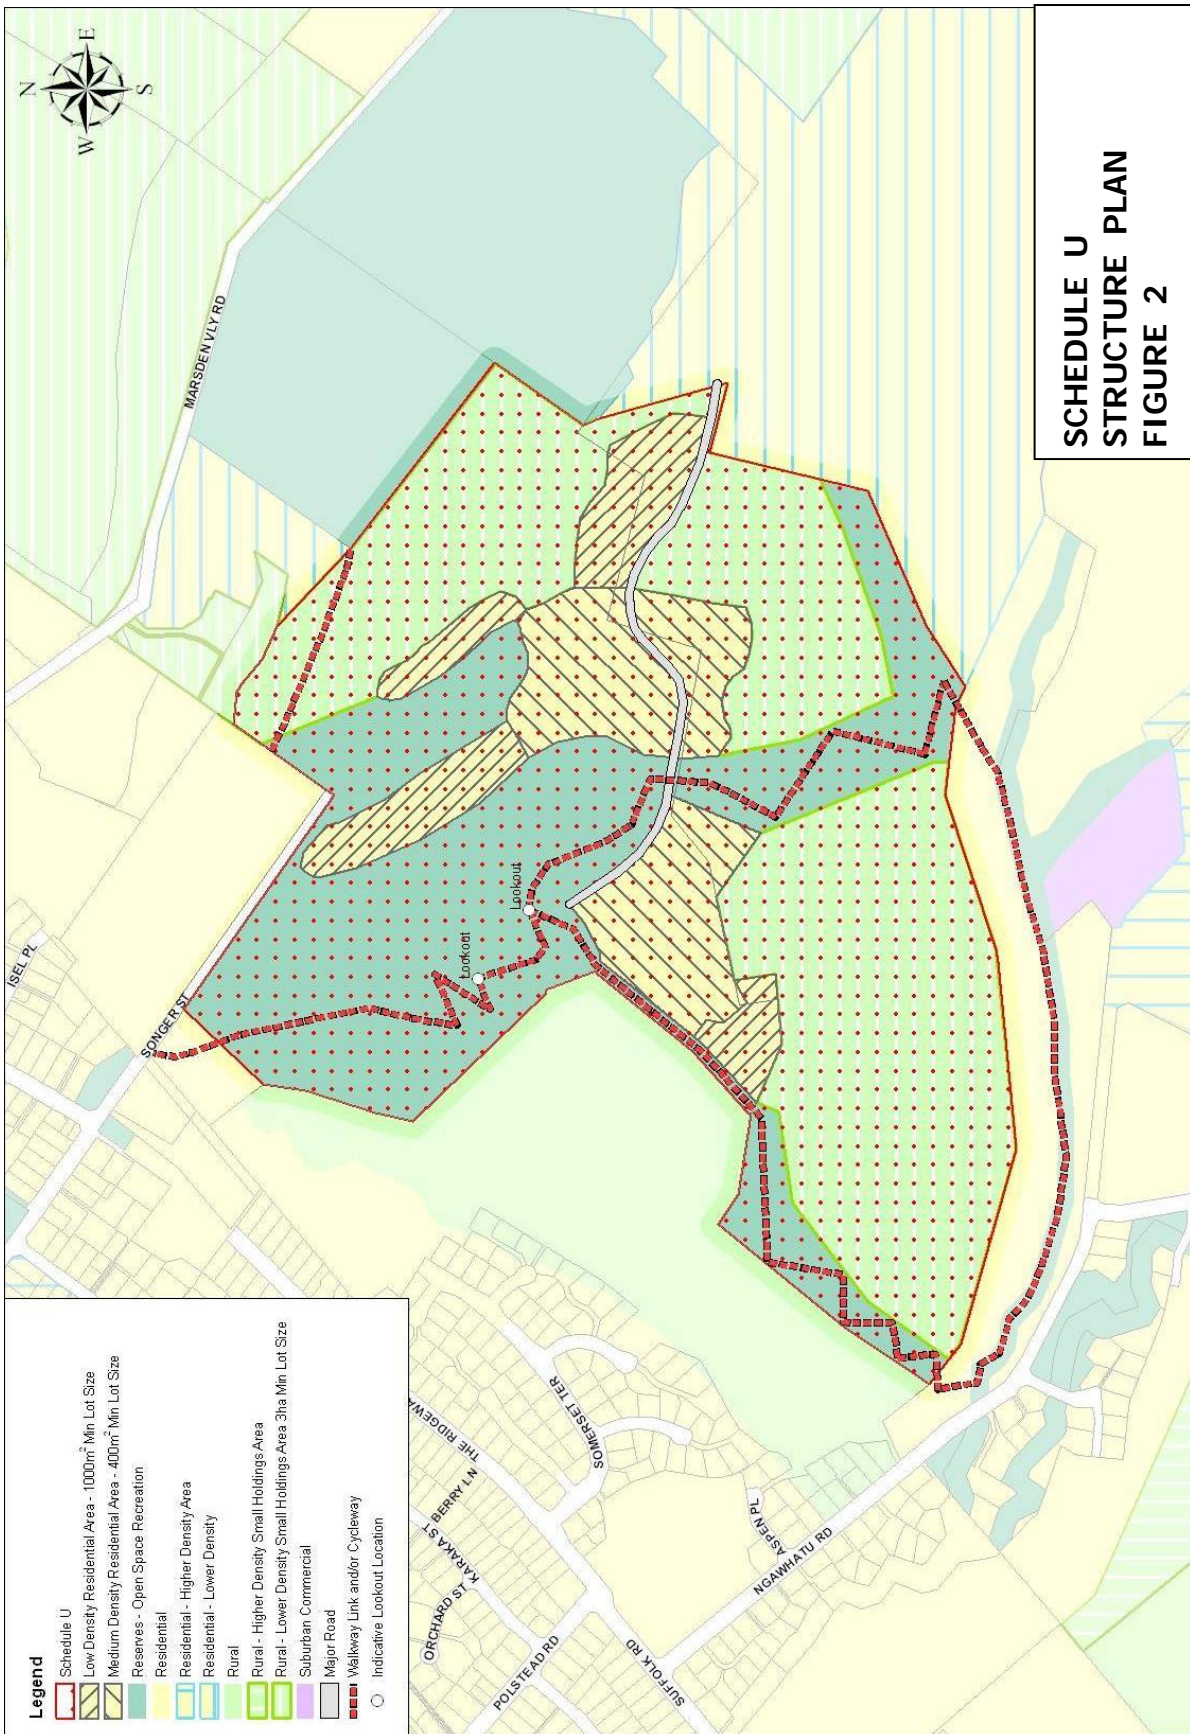 N
E
S
W
MARSDEN VLY RD
ISEL PL
SONGER ST
Lookout
Lookout
THE RIDGEWA
SOMERSET TER
BERRY LN
KARAKA ST
ORCHARD ST
ASPEN PL
NGAWHATU RD
POLSTEAD RD
SUFFOLK RD
Legend
Schedule U
Low Density Residential Area - 1000m² Min Lot Size
Medium Density Residential Area - 400m² Min Lot Size
Reserves - Open Space Recreation
Residential
Residential - Higher Density Area
Residential - Lower Density
Rural
Rural - Higher Density Small Holdings Area
Rural - Lower Density Small Holdings Area 3ha Min Lot Size
Suburban Commercial
Major Road
Walkway Link and/or Cycleway
Indicative Lookout Location
SCHEDULE U
STRUCTURE PLAN
FIGURE 2